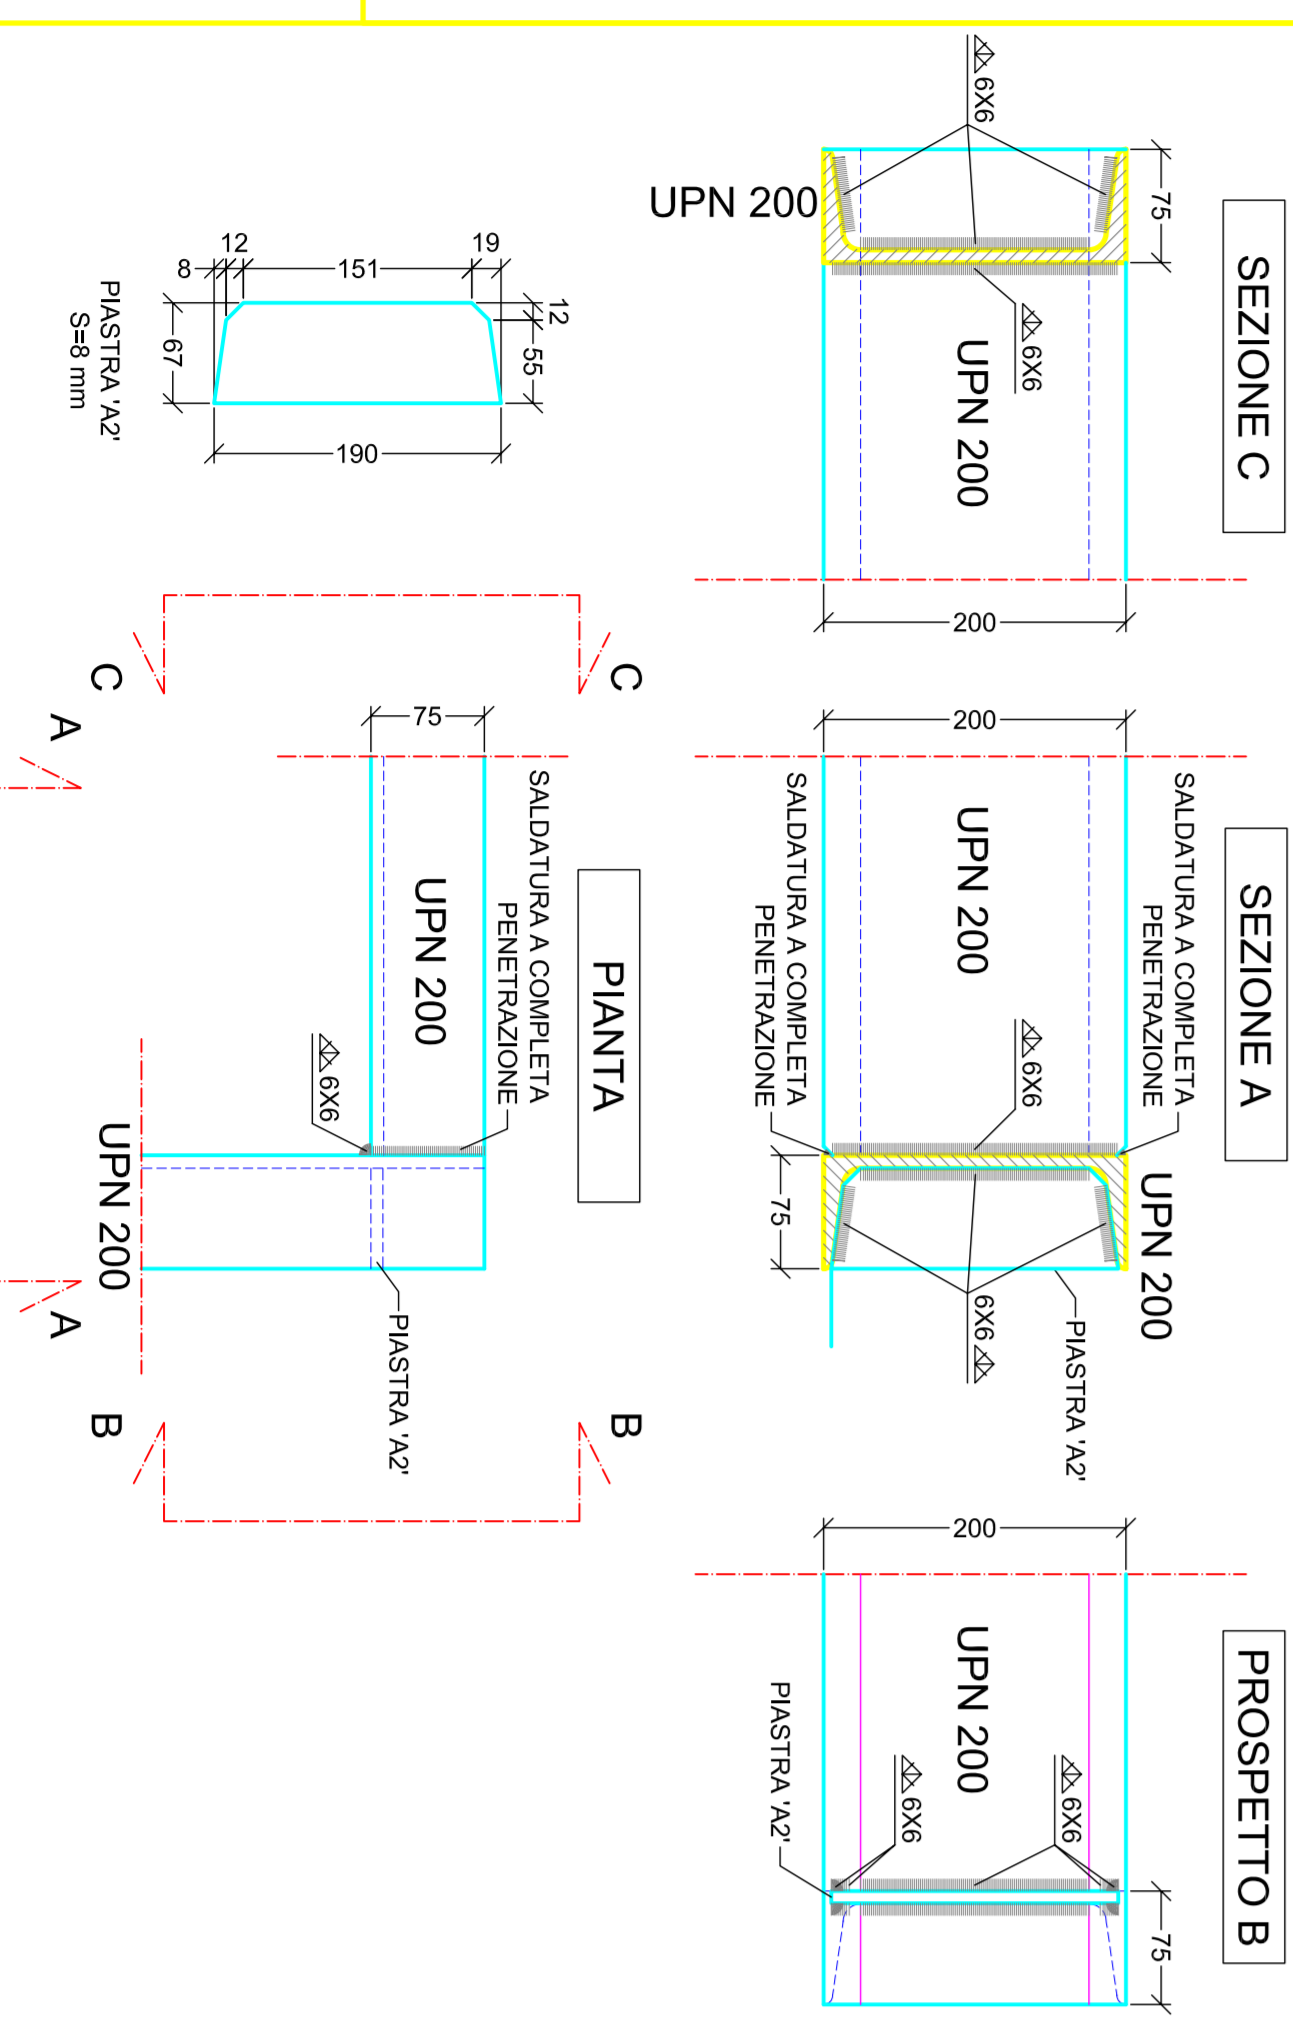 SEZIONE C
75
6X6
UPN 200
6X6
UPN 200
200
SEZIONE A
200
SALDATURA A COMPLETA
PENETRAZIONE
UPN 200
6X6
SALDATURA A COMPLETA
PENETRAZIONE
UPN 200
75
6X6
PIASTRA 'A2'
PROSPETTO B
200
UPN 200
6X6
6X6
PIASTRA 'A2'
75
12
55
19
151
12
8
67
190
PIASTRA 'A2'
S=8 mm
PIANTA
C
C
75
SALDATURA A COMPLETA
PENETRAZIONE
UPN 200
6X6
UPN 200
PIASTRA 'A2'
A
A
B
B